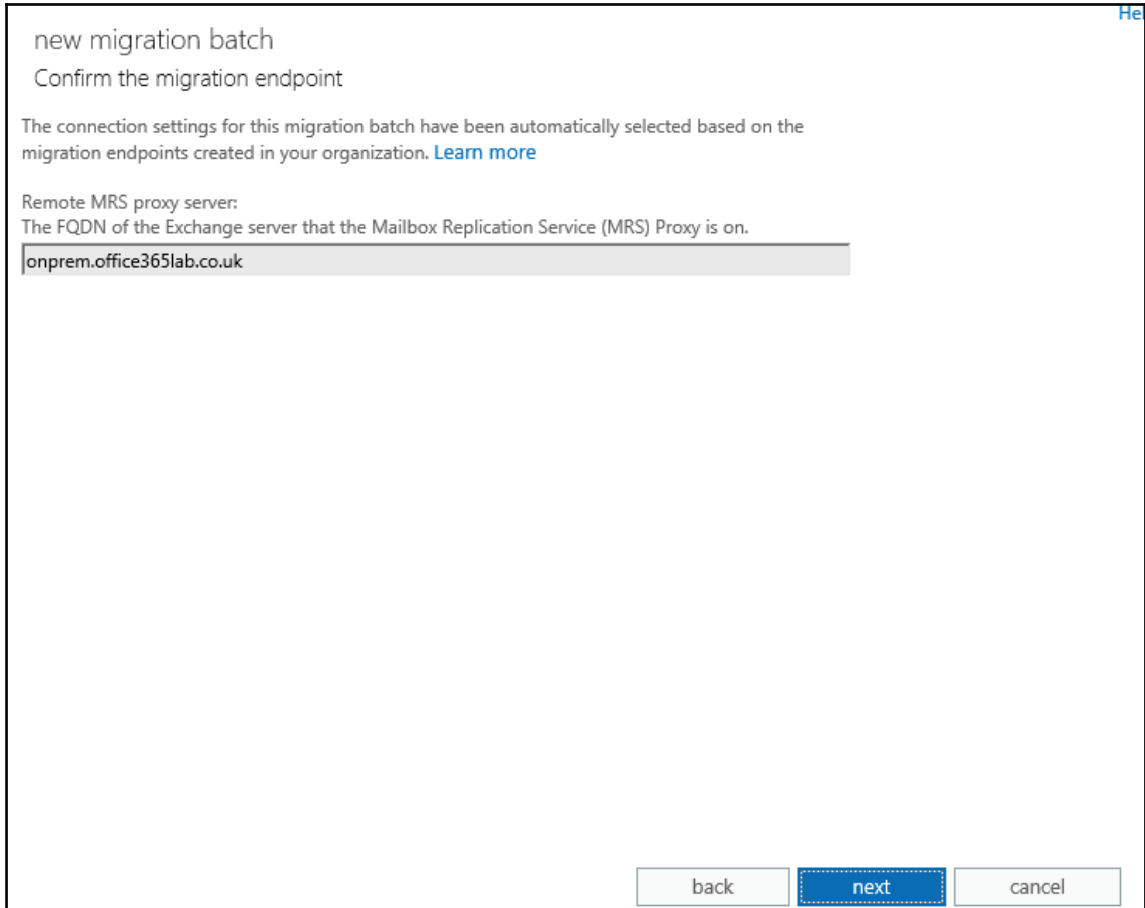 new migration batch
Confirm the migration endpoint
The connection settings for this migration batch have been automatically selected based on the
migration endpoints created in your organization. Learn more
Remote MRS proxy server:
The FQDN of the Exchange server that the Mailbox Replication Service (MRS) Proxy is on.
onprem.office365lab.co.uk
back
next
cancel